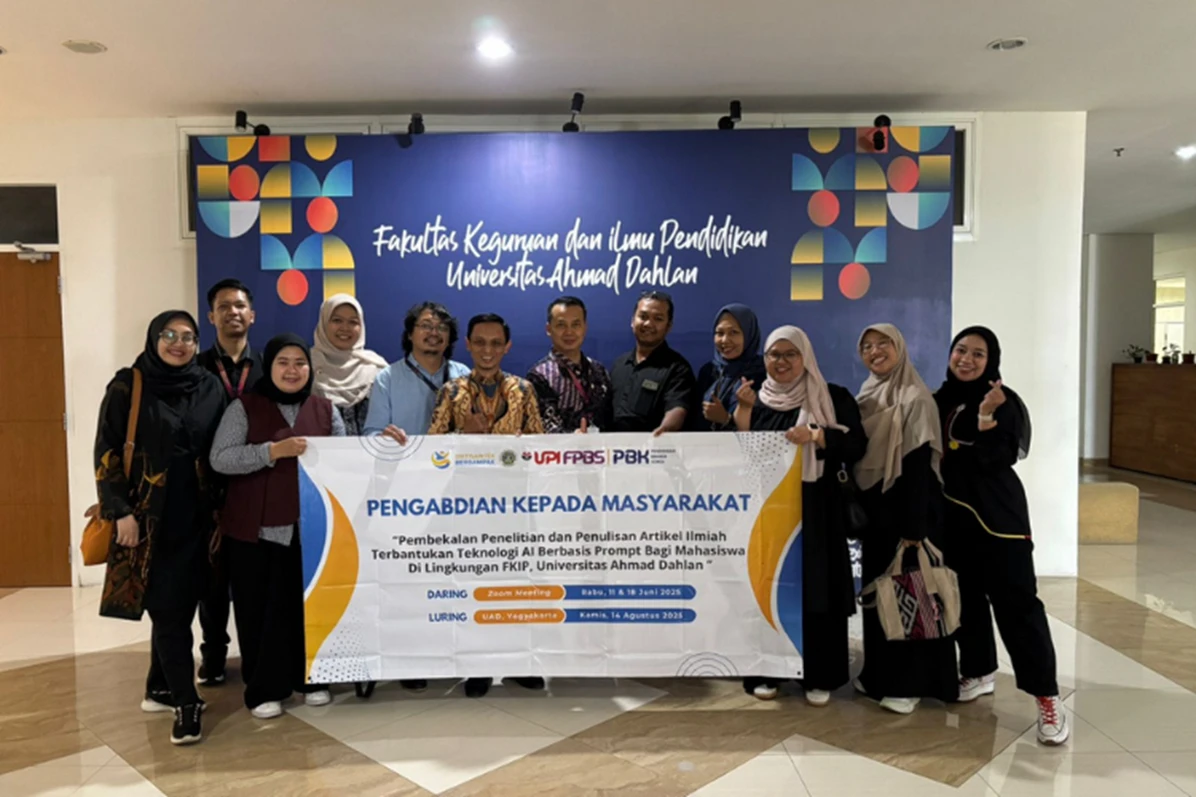 Fakultas Keguruan dan ilmu Pendidikan
Universitas Ahmad Dahlan
UPI FPBS PBK
PENGABDIAN KEPADA MASYARAKAT
"Pembekalan Penelitian dan Penulisan Artikel Ilmiah
Terbantukan Teknologi AI Berbasis Prompt Bagi Mahasiswa
Di Lingkungan FKIP, Universitas Ahmad Dahlan "
DARING Zoom Meeting Rabu, 11 & 18 Juni 2025
LURING UAD, Yogyakarta Kamis, 14 Agustus 2025